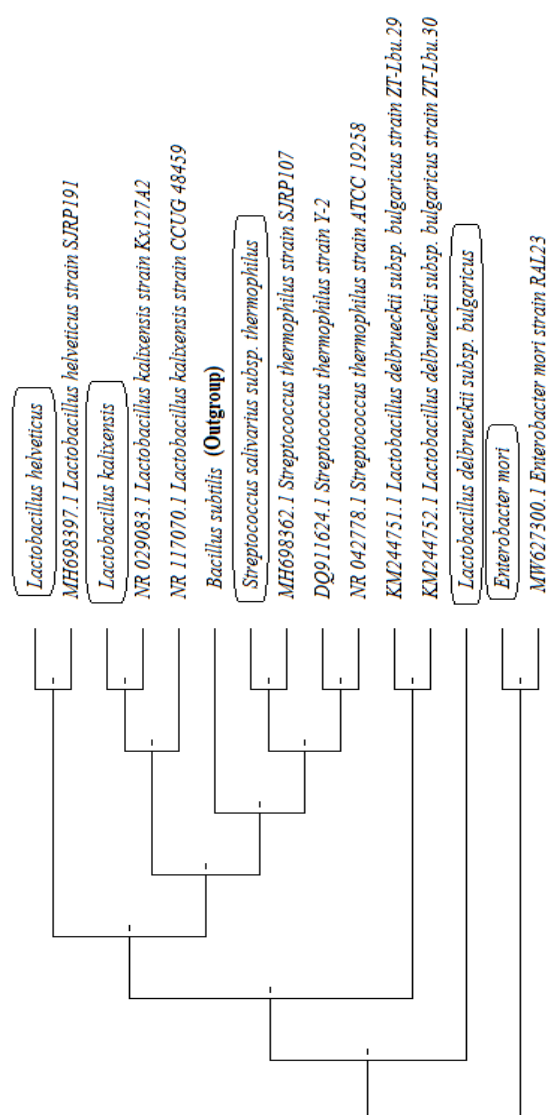 Lactobacillus helveticus
MH698397.1 Lactobacillus helveticus strain SJRP191
Lactobacillus kalixensis
NR 029083.1 Lactobacillus kalixensis strain Kx127A2
NR 117070.1 Lactobacillus kalixensis strain CCUG 48459
Bacillus subtilis (Outgroup)
Streptococcus salivarius subsp. thermophilus
MH698362.1 Streptococcus thermophilus strain SJRP107
DQ911624.1 Streptococcus thermophilus strain Y-2
NR 042778.1 Streptococcus thermophilus strain ATCC 19258
KM244751.1 Lactobacillus delbrueckii subsp. bulgaricus strain ZT-Lbu.29
KM244752.1 Lactobacillus delbrueckii subsp. bulgaricus strain ZT-Lbu.30
Lactobacillus delbrueckii subsp. bulgaricus
Enterobacter mori
MW627300.1 Enterobacter mori strain RAL23